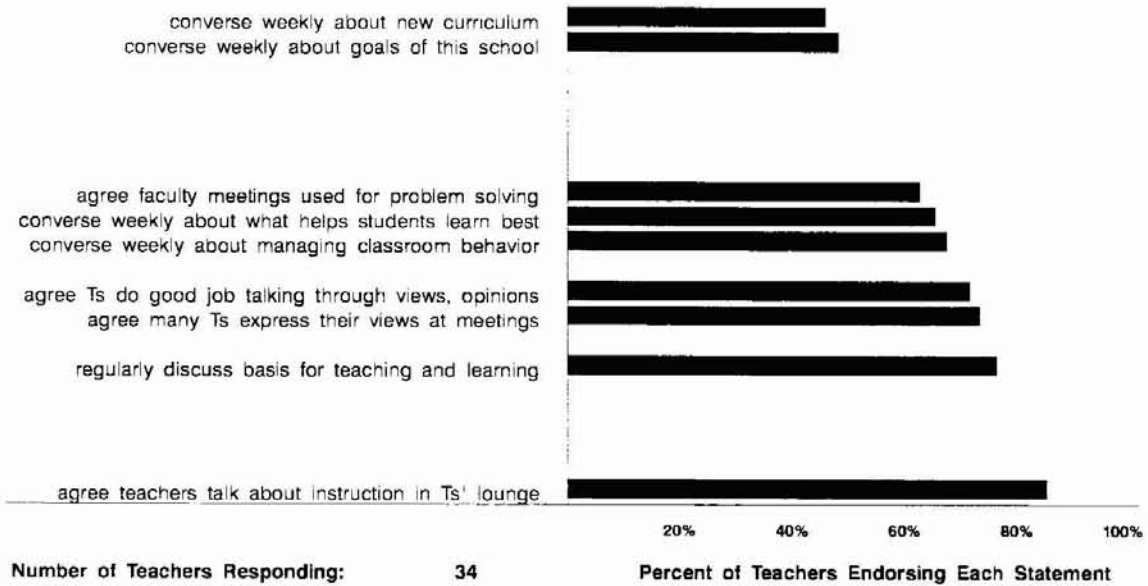 converse weekly about new curriculum
converse weekly about goals of this school
agree faculty meetings used for problem solving
converse weekly about what helps students learn best
converse weekly about managing classroom behavior
agree Ts do good job talking through views, opinions
agree many Ts express their views at meetings
regularly discuss basis for teaching and learning
agree teachers talk about instruction in Ts' lounge
20% 40% 60% 80% 100%
Number of Teachers Responding: 34 Percent of Teachers Endorsing Each Statement